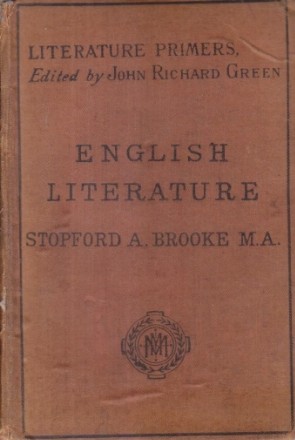 LITERATURE PRIMERS,
Edited by JOHN RICHARD GREEN
ENGLISH
LITERATURE
STOPFORD A. BROOKE M.A.